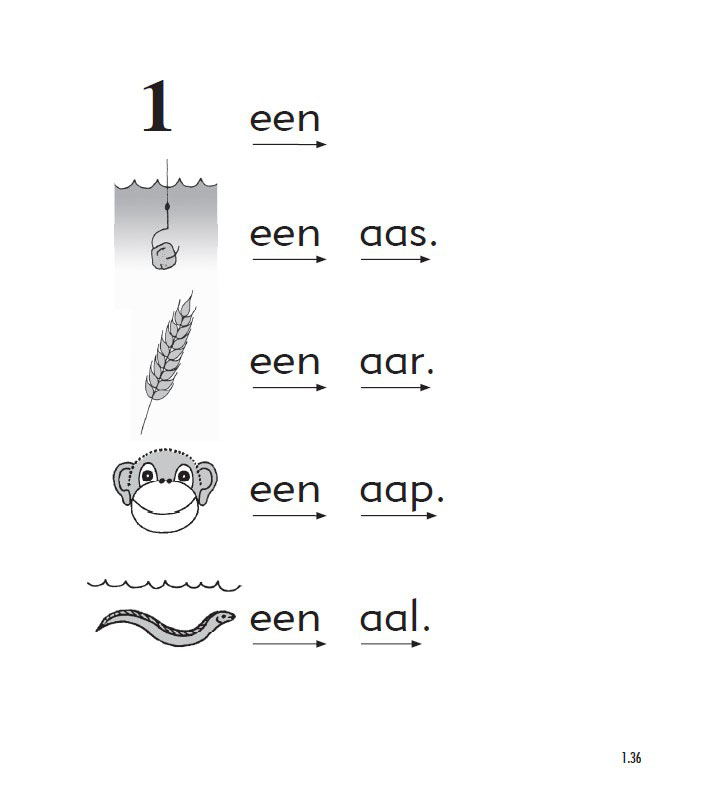 1 een
een aas.
een aar.
een aap.
een aal.
1.36